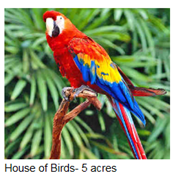 House of Birds- 5 acres